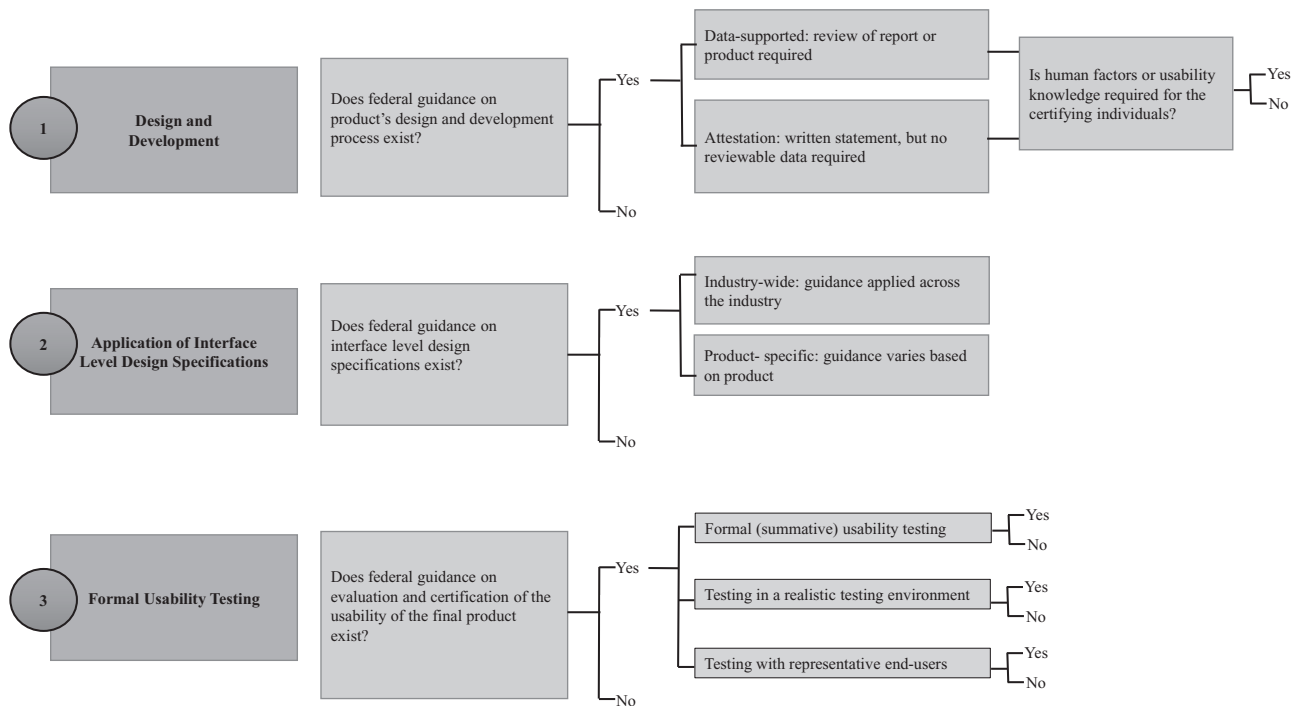 1
Design and
Development
Does federal guidance on
product's design and development
process exist?
Yes
No
Data-supported: review of report or
product required
Attestation: written statement, but no
reviewable data required
Is human factors or usability
knowledge required for the
certifying individuals?
Yes
No
2
Application of Interface
Level Design Specifications
Does federal guidance on
interface level design
specifications exist?
Yes
No
Industry-wide: guidance applied across
the industry
Product- specific: guidance varies based
on product
3
Formal Usability Testing
Does federal guidance on
evaluation and certification of the
usability of the final product
exist?
Yes
No
Formal (summative) usability testing
Yes
No
Testing in a realistic testing environment
Yes
No
Testing with representative end-users
Yes
No